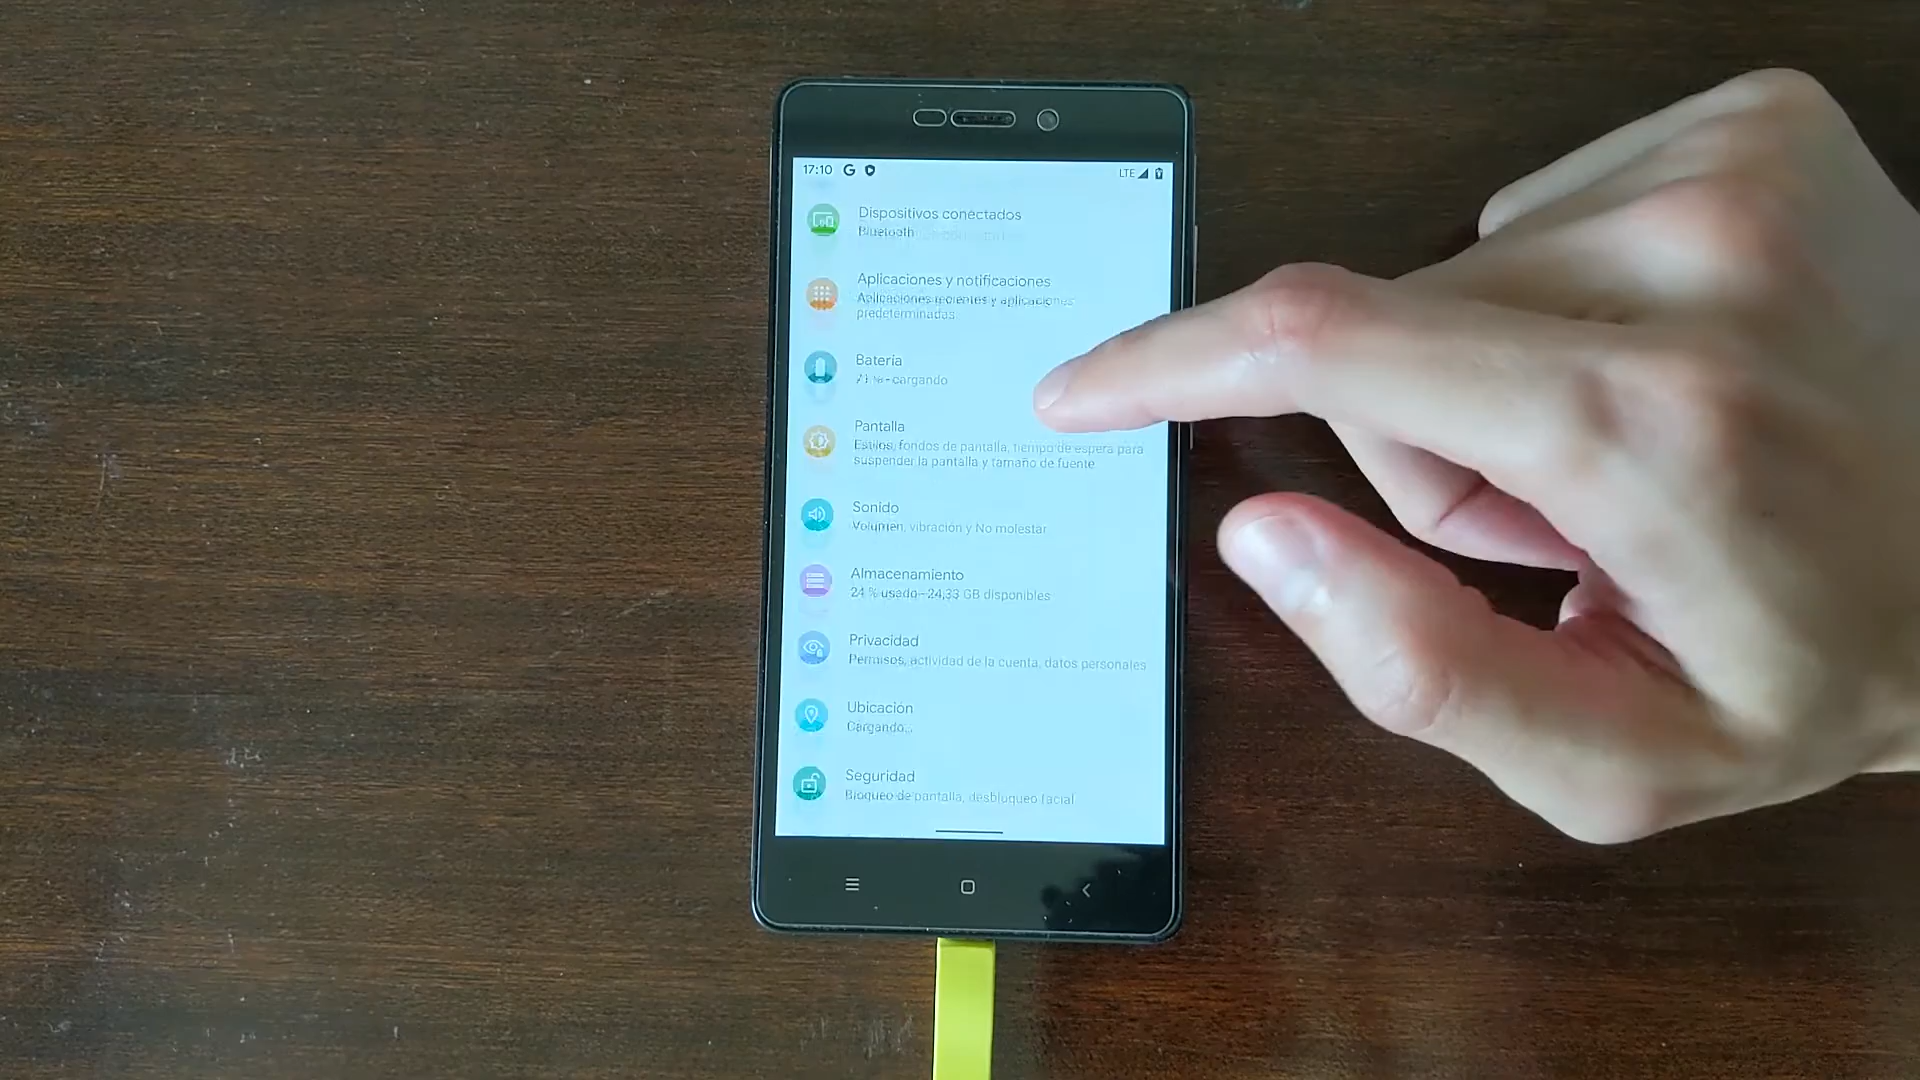 17:10
LTE
Dispositivos conectados
Bluetooth
Aplicaciones y notificaciones
Aplicaciones recientes y aplicaciones
predeterminadas
Batería
71 % - cargando
Pantalla
Estilos, fondos de pantalla, tiempo de espera para
suspender la pantalla y tamaño de fuente
Sonido
Volumen, vibración y No molestar
Almacenamiento
24 % usado - 24,33 GB disponibles
Privacidad
Permisos, actividad de la cuenta, datos personales
Ubicación
Cargando...
Seguridad
Bloqueo de pantalla, desbloqueo facial